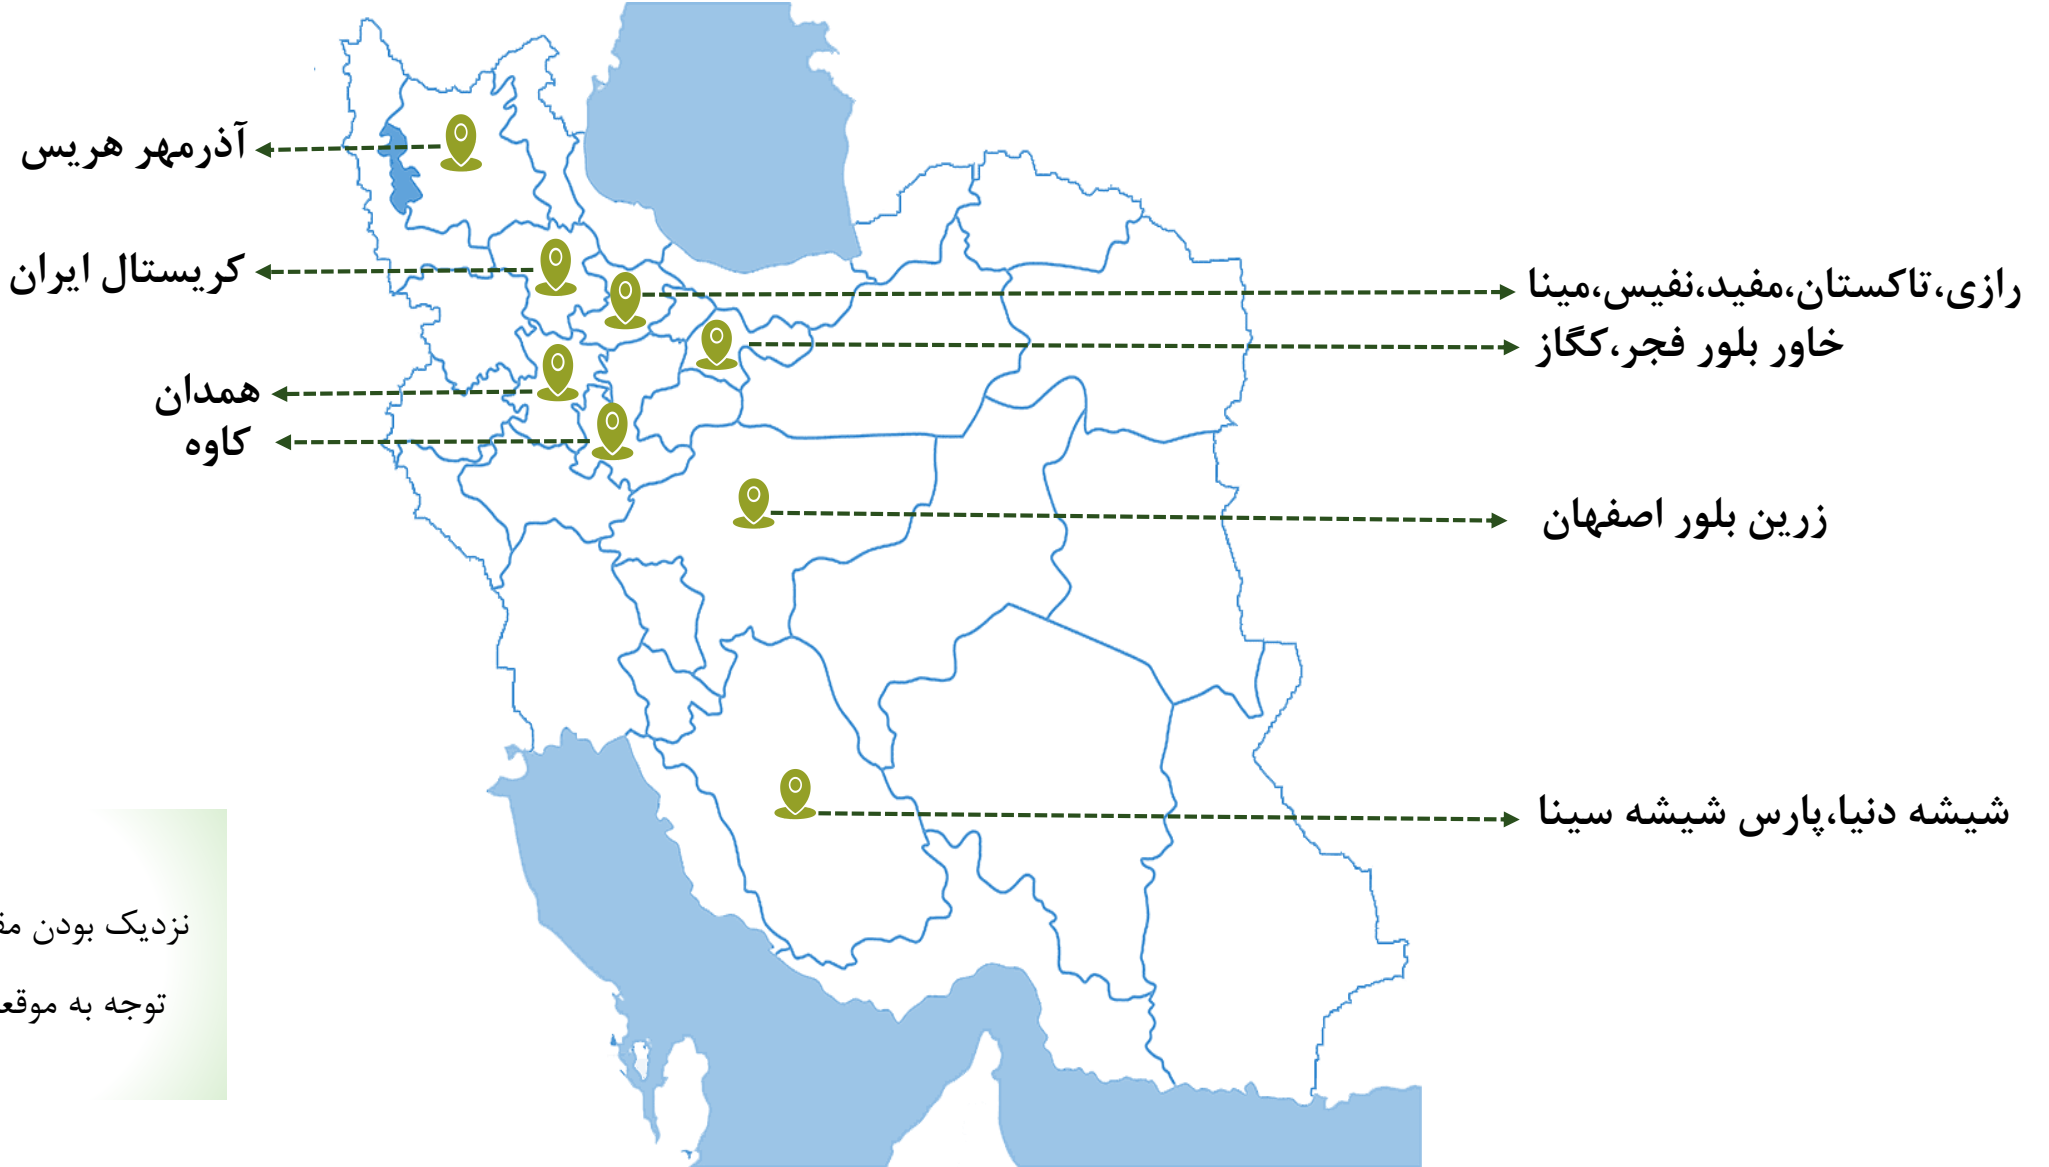 آذرمهر هریس
کریستال ایران
رازی،تاکستان،مفید،نفیس،مینا
خاور بلور فجر،کگاز
همدان
کاوه
زرین بلور اصفهان
شیشه دنیا،پارس شیشه سینا
نزدیک بودن
توجه به